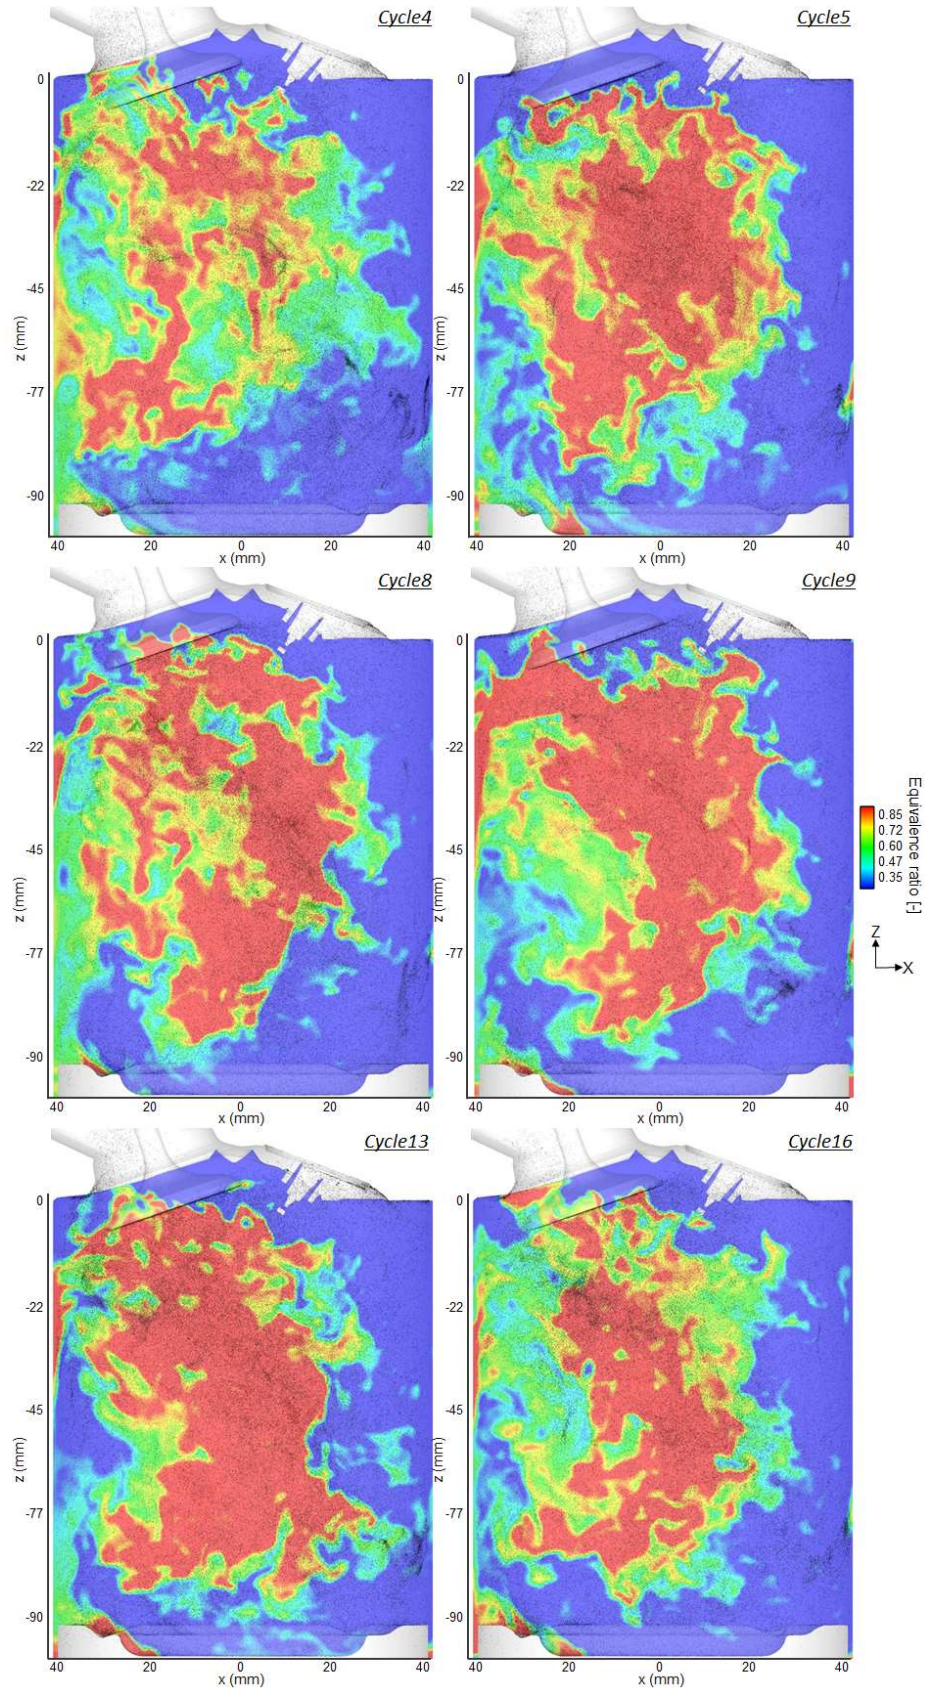 Cycle4
0
-22
-45
-77
-90
z (mm)
40 20 0 20 40
x (mm)
Cycle5
0
-22
-45
-77
-90
z (mm)
40 20 0 20 40
x (mm)
Cycle8
0
-22
-45
-77
-90
z (mm)
40 20 0 20 40
x (mm)
Cycle9
0
-22
-45
-77
-90
z (mm)
40 20 0 20 40
x (mm)
Equivalence ratio [-]
0.85
0.72
0.60
0.47
0.35
Z
X
Cycle13
0
-22
-45
-77
-90
z (mm)
40 20 0 20 40
x (mm)
Cycle16
0
-22
-45
-77
-90
z (mm)
40 20 0 20 40
x (mm)